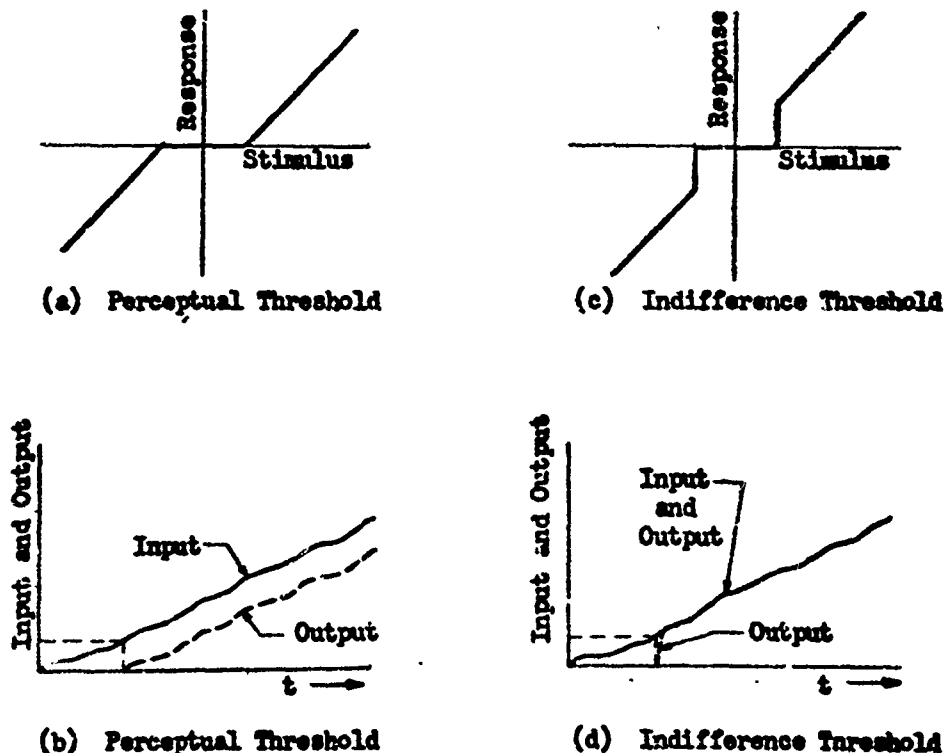 Response
Stimulus
(a) Perceptual Threshold
Response
Stimulus
(c) Indifference Threshold
Input and Output
Input
Output
t
(b) Perceptual Threshold
Input and Output
Input
and
Output
Output
t
(d) Indifference Threshold